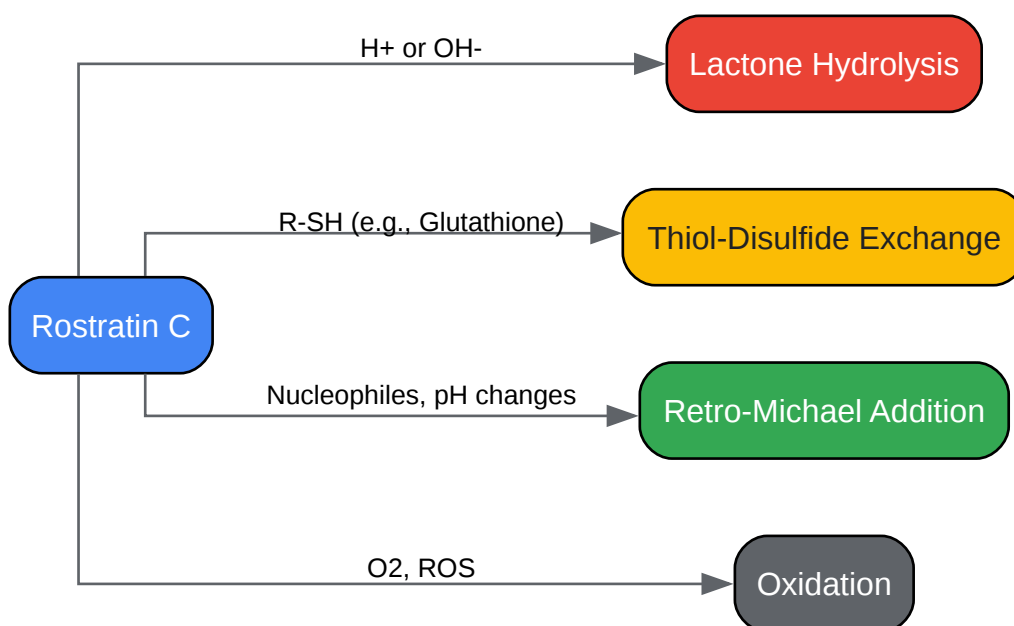 H+ or OH-
Lactone Hydrolysis
R-SH (e.g., Glutathione)
Thiol-Disulfide Exchange
Rostratin C
Nucleophiles, pH changes
Retro-Michael Addition
O2, ROS
Oxidation